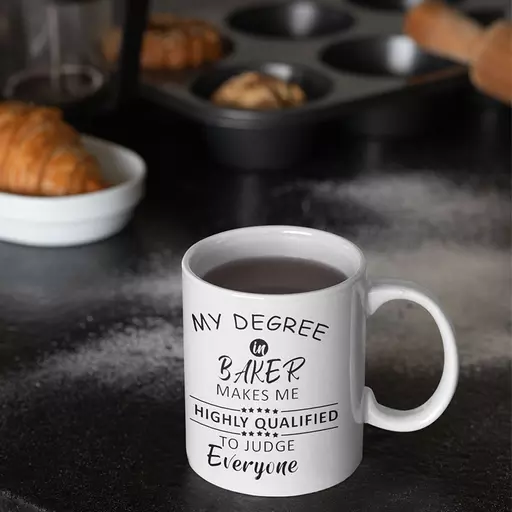 MY DEGREE
in
BAKER
MAKES ME
HIGHLY QUALIFIED
TO JUDGE
Everyone